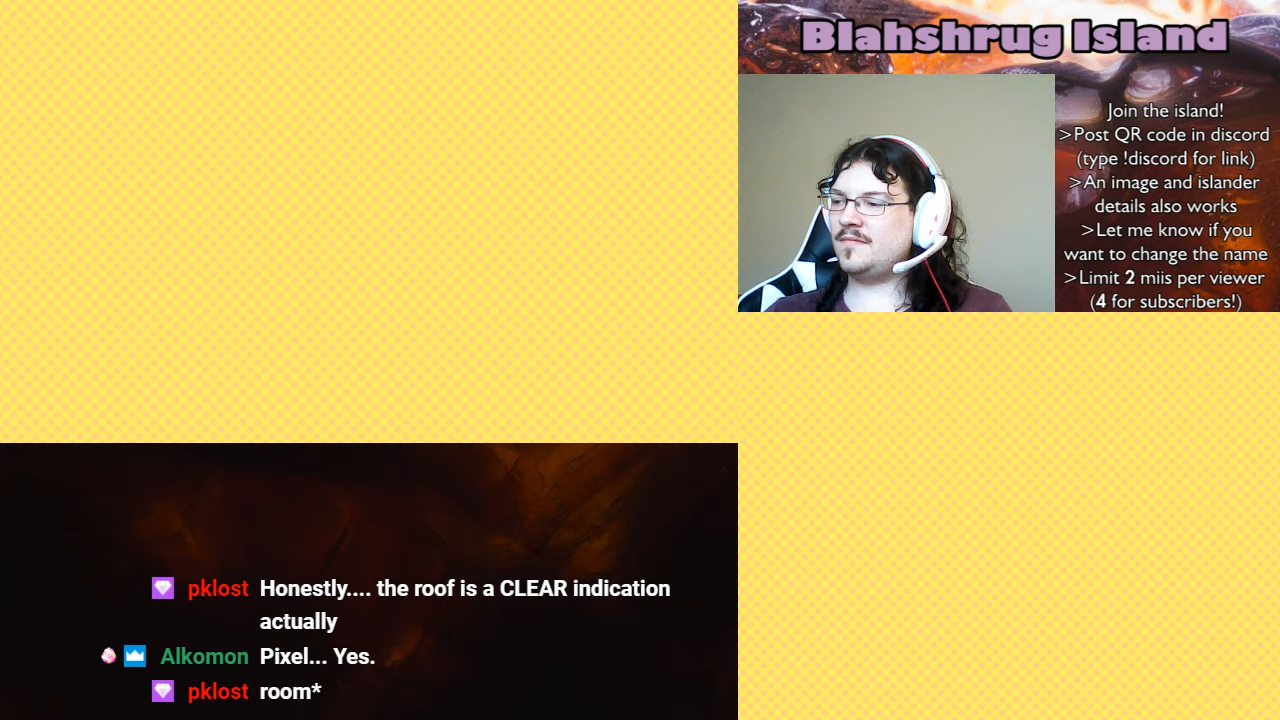 Blahshrug Island
Join the island!
>Post QR code in discord
(type !discord for link)
>An image and islander
details also works
>Let me know if you
want to change the name
>Limit 2 miis per viewer
(4 for subscribers!)
pklost Honestly.... the roof is a CLEAR indication
actually
Alkomon Pixel... Yes.
pklost room*